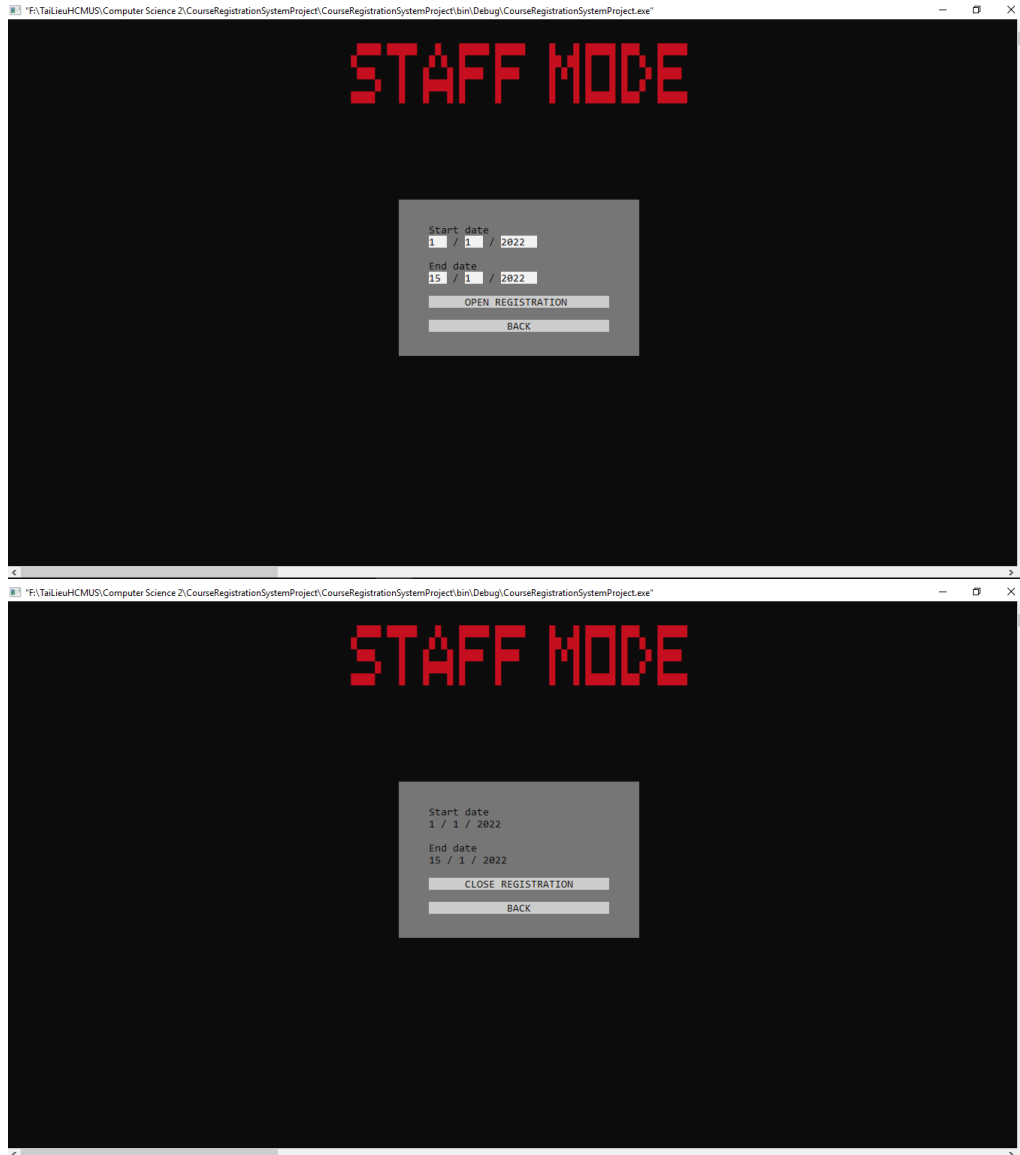 "F:\TaiLieuHCMUS\Computer Science 2\CourseRegistrationSystemProject\CourseRegistrationSystemProject\bin\Debug\CourseRegistrationSystemProject.exe"
STAFF MODE
Start date
1 / 1 / 2022
End date
15 / 1 / 2022
OPEN REGISTRATION
BACK
"F:\TaiLieuHCMUS\Computer Science 2\CourseRegistrationSystemProject\CourseRegistrationSystemProject\bin\Debug\CourseRegistrationSystemProject.exe"
STAFF MODE
Start date
1 / 1 / 2022
End date
15 / 1 / 2022
CLOSE REGISTRATION
BACK